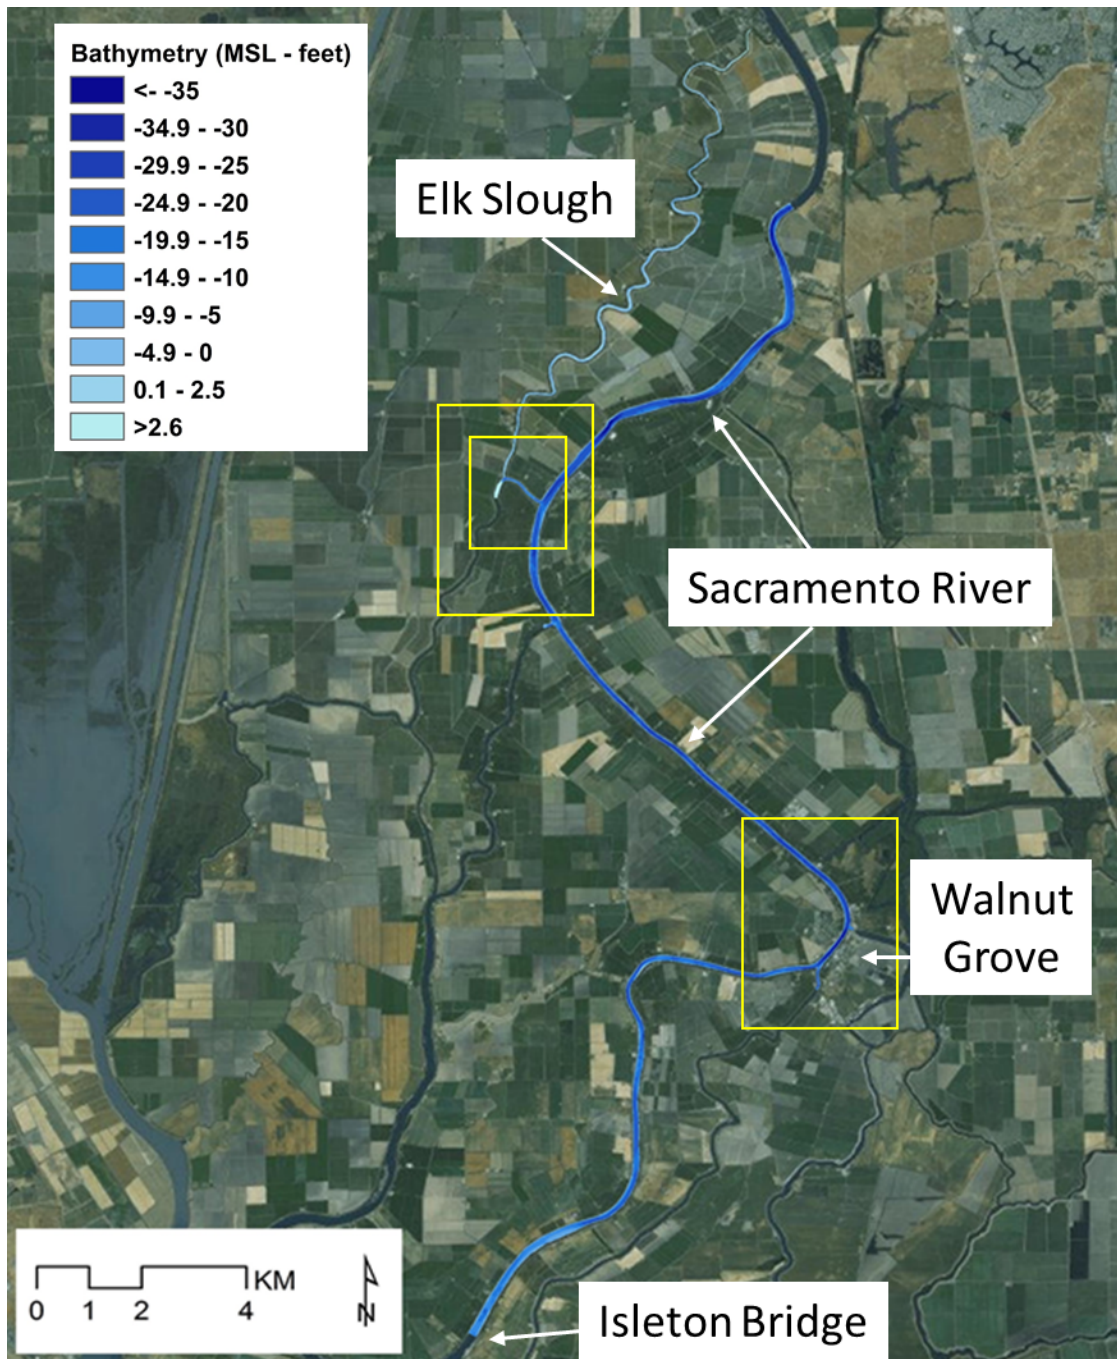 Bathymetry (MSL - feet)
<- -35
-34.9 - -30
-29.9 - -25
-24.9 - -20
-19.9 - -15
-14.9 - -10
-9.9 - -5
-4.9 - 0
0.1 - 2.5
>2.6
Elk Slough
Sacramento River
Walnut
Grove
KM
0 1 2 4
N
Isleton Bridge